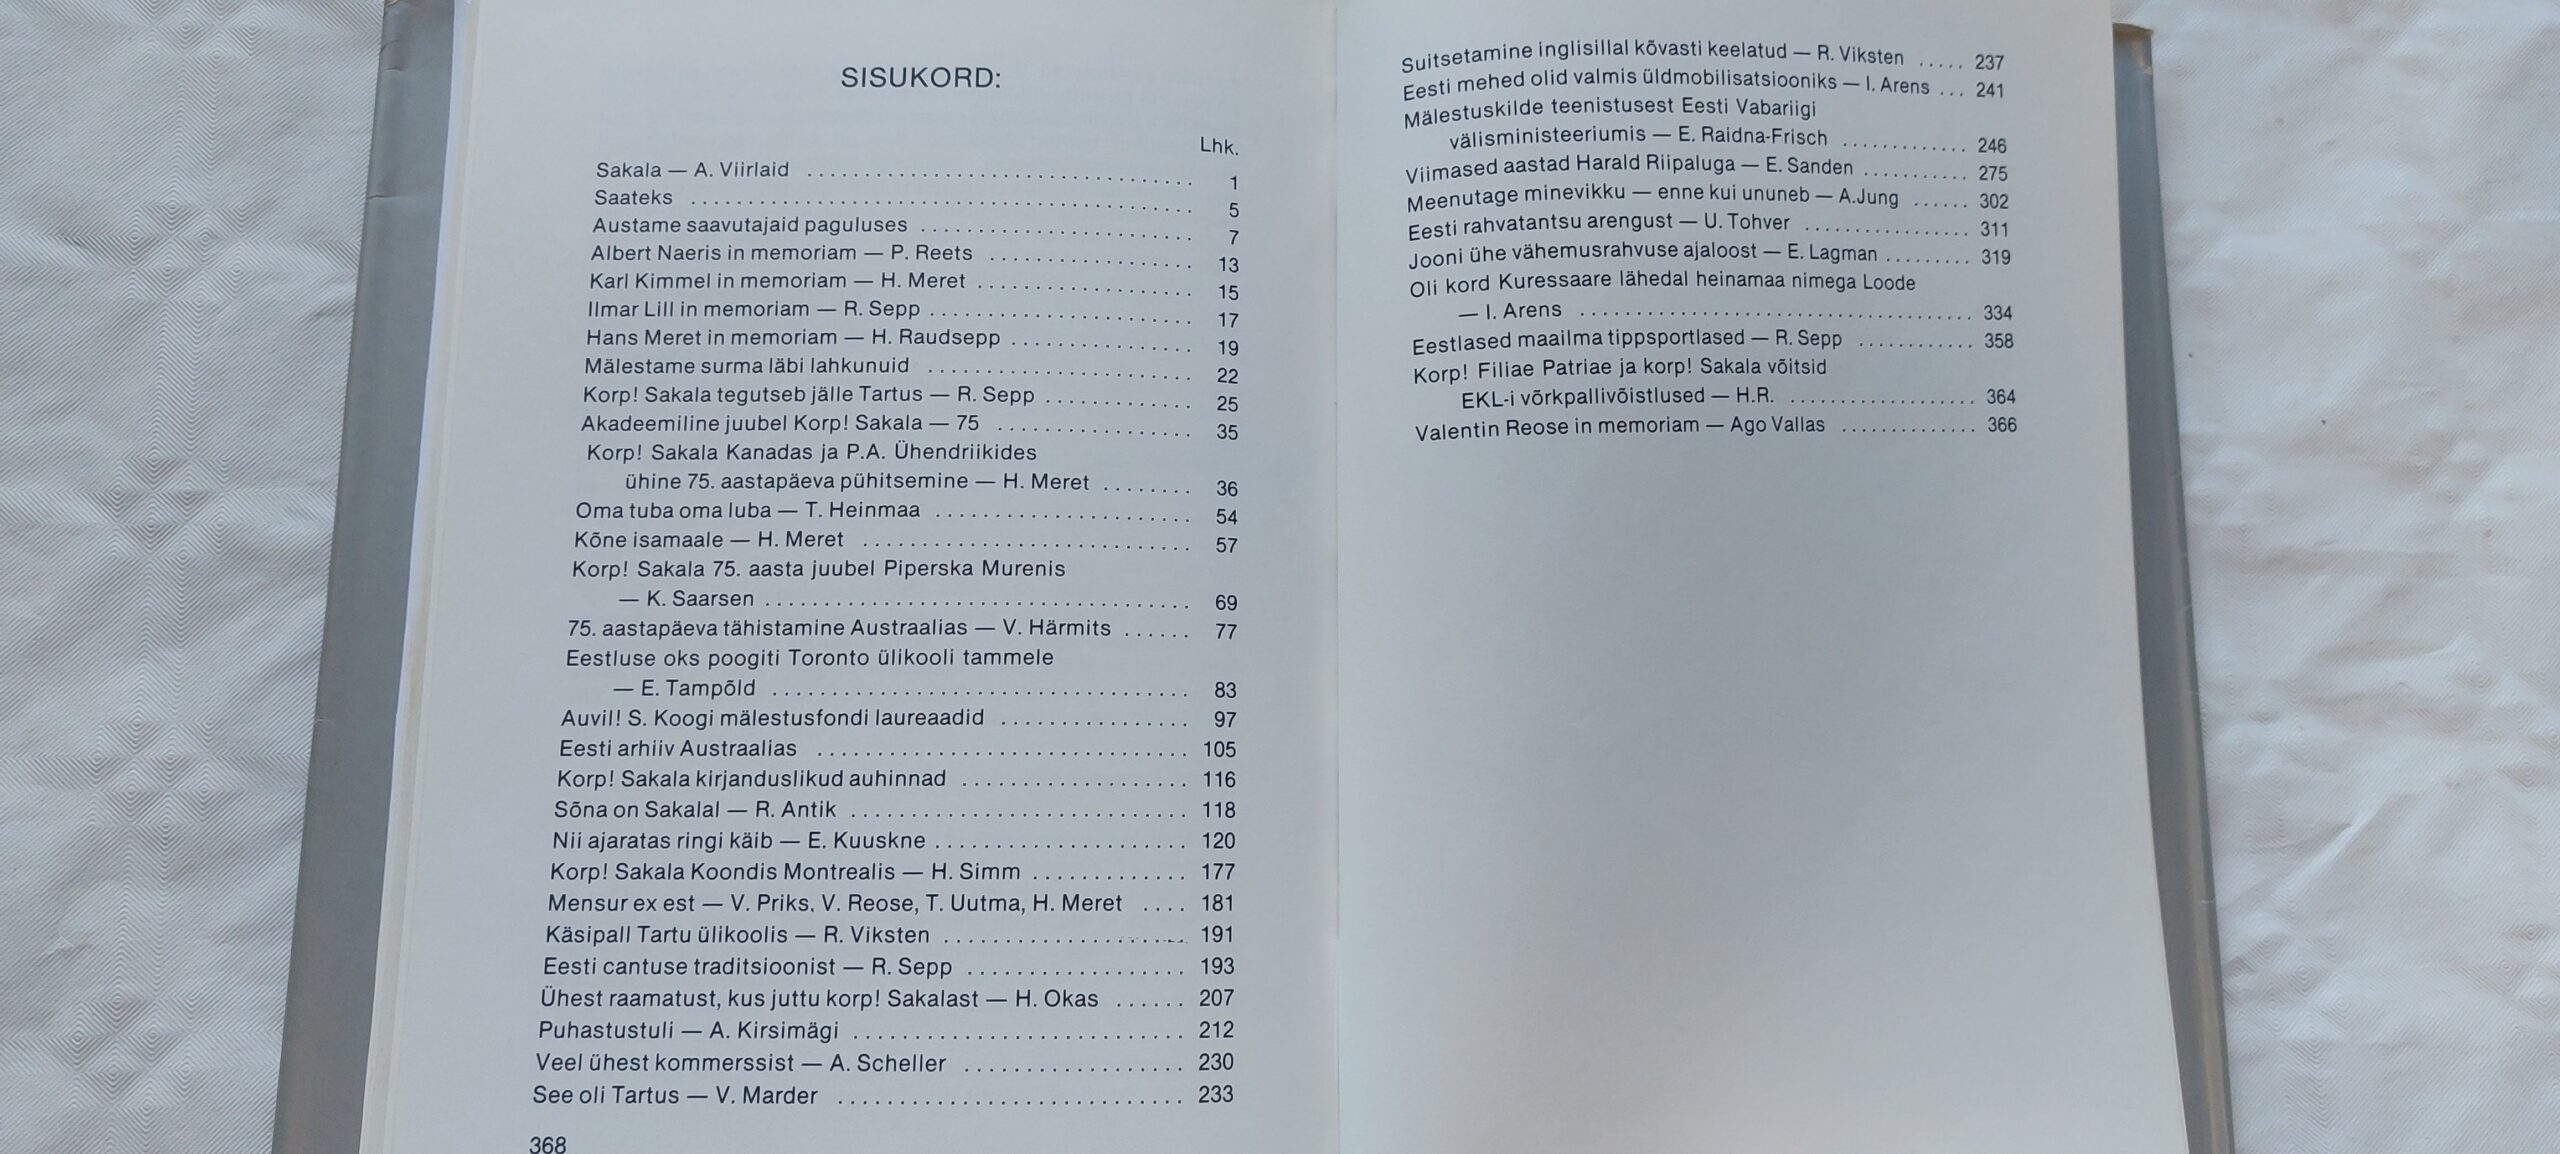 SISUKORD:
Lhk.
Sakala — A. Viirlaid ................................. 1
Saateks ........................................... 5
Austame saavutajaid paguluses ........................ 7
Albert Naeris in memoriam — P. Reets .................. 13
Karl Kimmel in memoriam — H. Meret ................... 15
Ilmar Lill in memoriam — R. Sepp ....................... 17
Hans Meret in memoriam — H. Raudsepp ................ 19
Mälestame surma läbi lahkunuid ....................... 22
Korp! Sakala tegutseb jälle Tartus — R. Sepp ............. 25
Akadeemiline juubel Korp! Sakala — 75 ................. 35
Korp! Sakala Kanadas ja P.A. Ühendriikides
ühine 75. aastapäeva pühitsemine — H. Meret ........ 36
Oma tuba oma luba — T. Heinmaa ...................... 54
Kõne isamaale — H. Meret ............................ 57
Korp! Sakala 75. aasta juubel Piperska Murenis
— K. Saarsen .................................... 69
75. aastapäeva tähistamine Austraalias — V. Härmits ...... 77
Eestluse oks poogiti Toronto ülikooli tammele
— E. Tampõld ................................... 83
Auvil! S. Koogi mälestusfondi laureaadid ................ 97
Eesti arhiiv Austraalias ............................... 105
Korp! Sakala kirjanduslikud auhinnad ................... 116
Sõna on Sakalal — R. Antik ............................ 118
Nii ajaratas ringi käib — E. Kuuskne ...................... 120
Korp! Sakala Koondis Montrealis — H. Simm ............. 177
Mensur ex est — V. Priks, V. Reose, T. Uutma, H. Meret .... 181
Käsipall Tartu ülikoolis — R. Viksten ..................... 191
Eesti cantuse traditsioonist — R. Sepp ................... 193
Ühest raamatust, kus juttu korp! Sakalast — H. Okas ...... 207
Puhastustuli — A. Kirsimägi ............................ 212
Veel ühest kommerssist — A. Scheller ................... 230
See oli Tartus — V. Marder ............................. 233
368
Suitsetamine inglisillal kõvasti keelatud — R. Viksten ..... 237
Eesti mehed olid valmis üldmobilisatsiooniks — I. Arens ... 241
Mälestuskilde teenistusest Eesti Vabariigi
välisministeeriumis — E. Raidna-Frisch ............. 246
Viimased aastad Harald Riipaluga — E. Sanden ........... 275
Meenutage minevikku — enne kui ununeb — A.Jung ...... 302
Eesti rahvatantsu arengust — U. Tohver ................. 311
Jooni ühe vähemusrahvuse ajaloost — E. Lagman ......... 319
Oli kord Kuressaare lähedal heinamaa nimega Loode
— I. Arens ...................................... 334
Eestlased maailma tippsportlased — R. Sepp ............ 358
Korp! Filiae Patriae ja korp! Sakala võitsid
EKL-i võrkpallivõistlused — H.R. ................... 364
Valentin Reose in memoriam — Ago Vallas .............. 366